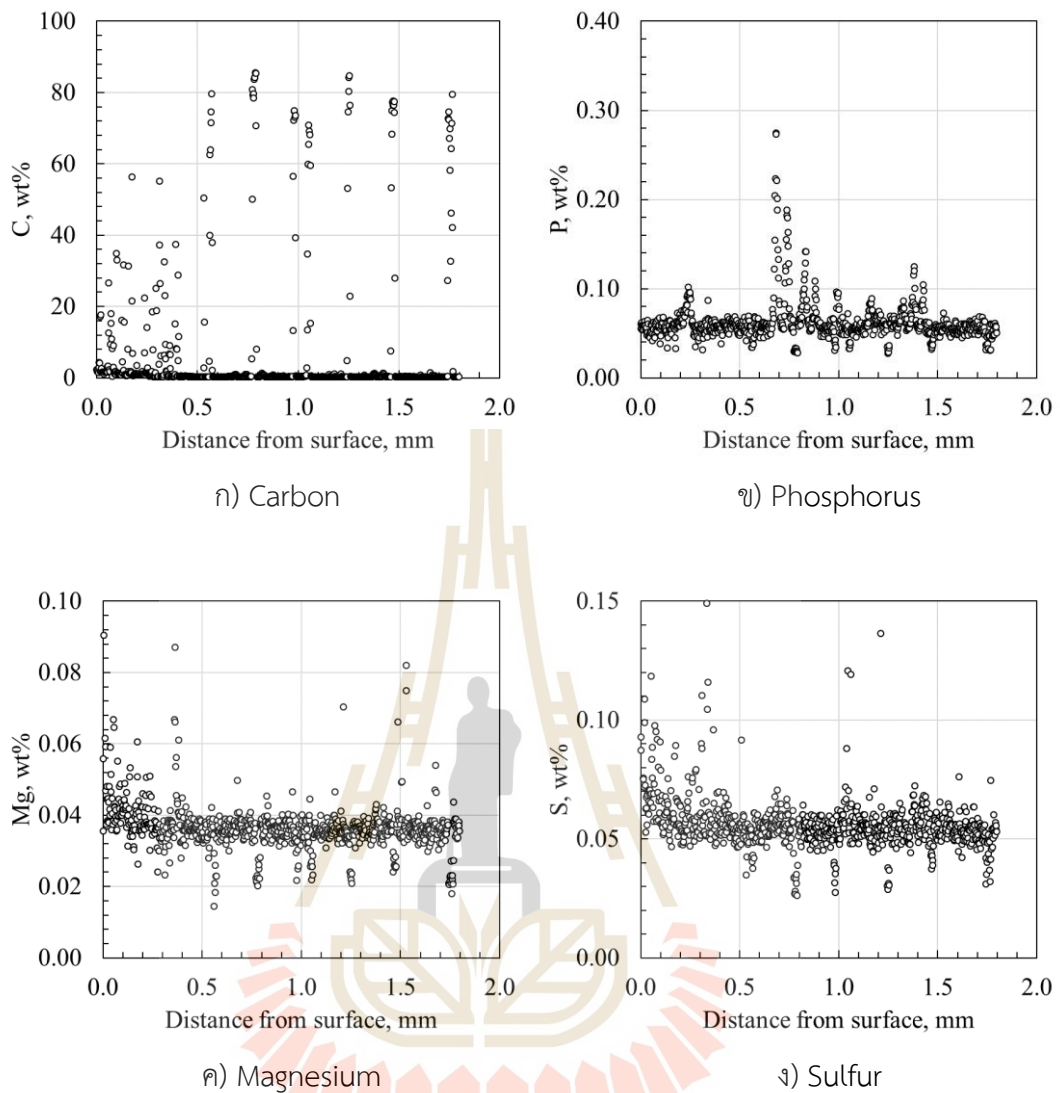 100
80
60
40
20
0
C, wt%
0.0 0.5 1.0 1.5 2.0
Distance from surface, mm
ก) Carbon
0.40
0.30
0.20
0.10
0.00
P, wt%
0.0 0.5 1.0 1.5 2.0
Distance from surface, mm
ข) Phosphorus
0.10
0.08
0.06
0.04
0.02
0.00
Mg, wt%
0.0 0.5 1.0 1.5 2.0
Distance from surface, mm
ค) Magnesium
0.15
0.10
0.05
0.00
S, wt%
0.0 0.5 1.0 1.5 2.0
Distance from surface, mm
ง) Sulfur